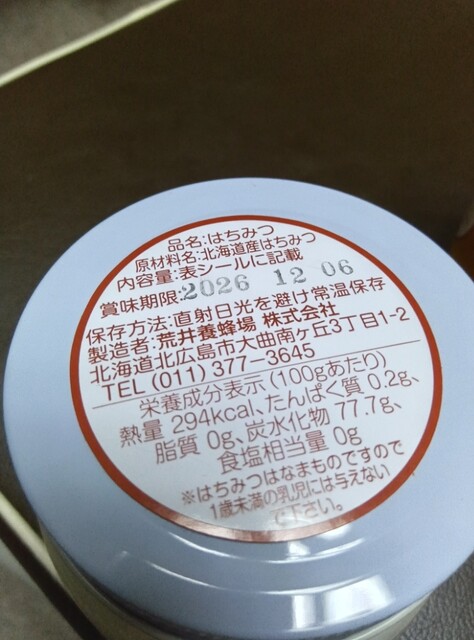 品名:はちみつ
原材料名:北海道産はちみつ
内容量:表シールに記載
賞味期限:2026 12 06
保存方法:直射日光を避け常温保存
製造者:荒井養蜂場 株式会社
北海道北広島市大曲南ヶ丘3丁目1-2
TEL (011) 377-3645
栄養成分表示 (100gあたり)
熱量 294kcal、たんぱく質 0.2g、
脂質 0g、炭水化物 77.7g、
食塩相当量 0g
※はちみつはなまものですので
1歳未満の乳児には与えない
で下さい。